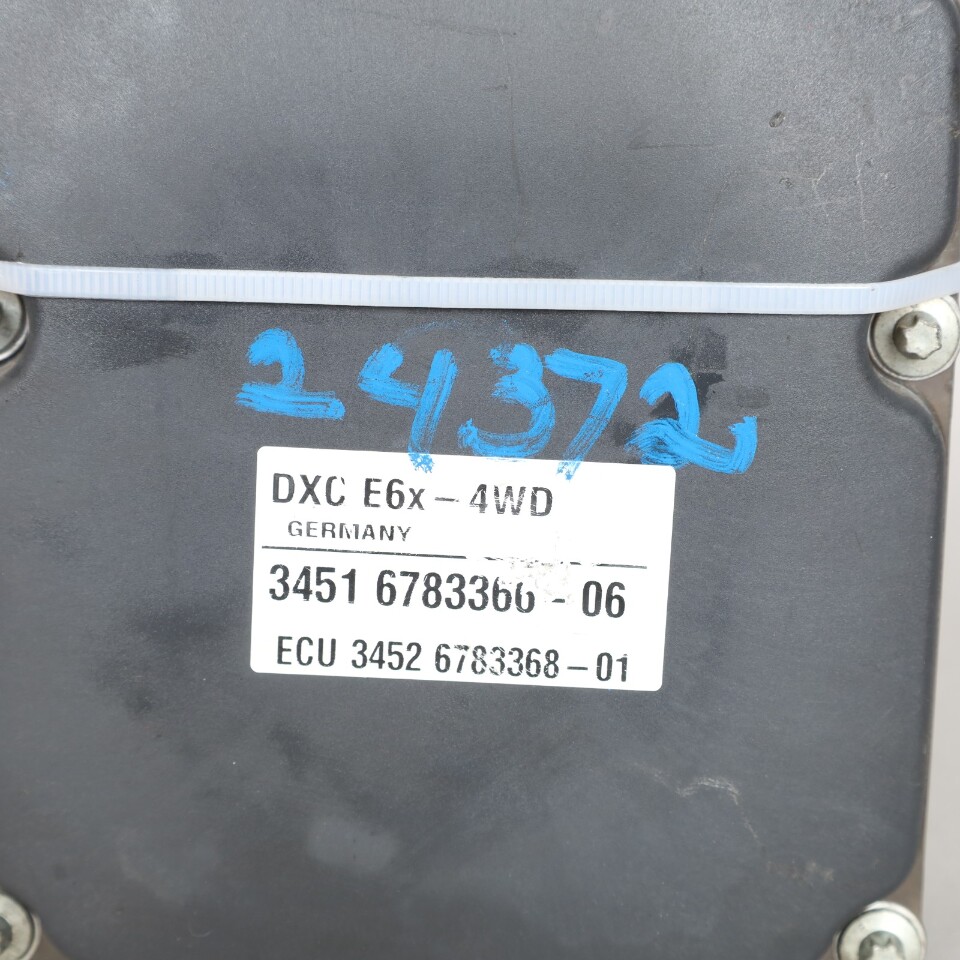 24372
DXC E6x-4WD
GERMANY
3451 6783366-06
ECU 3452 6783368-01